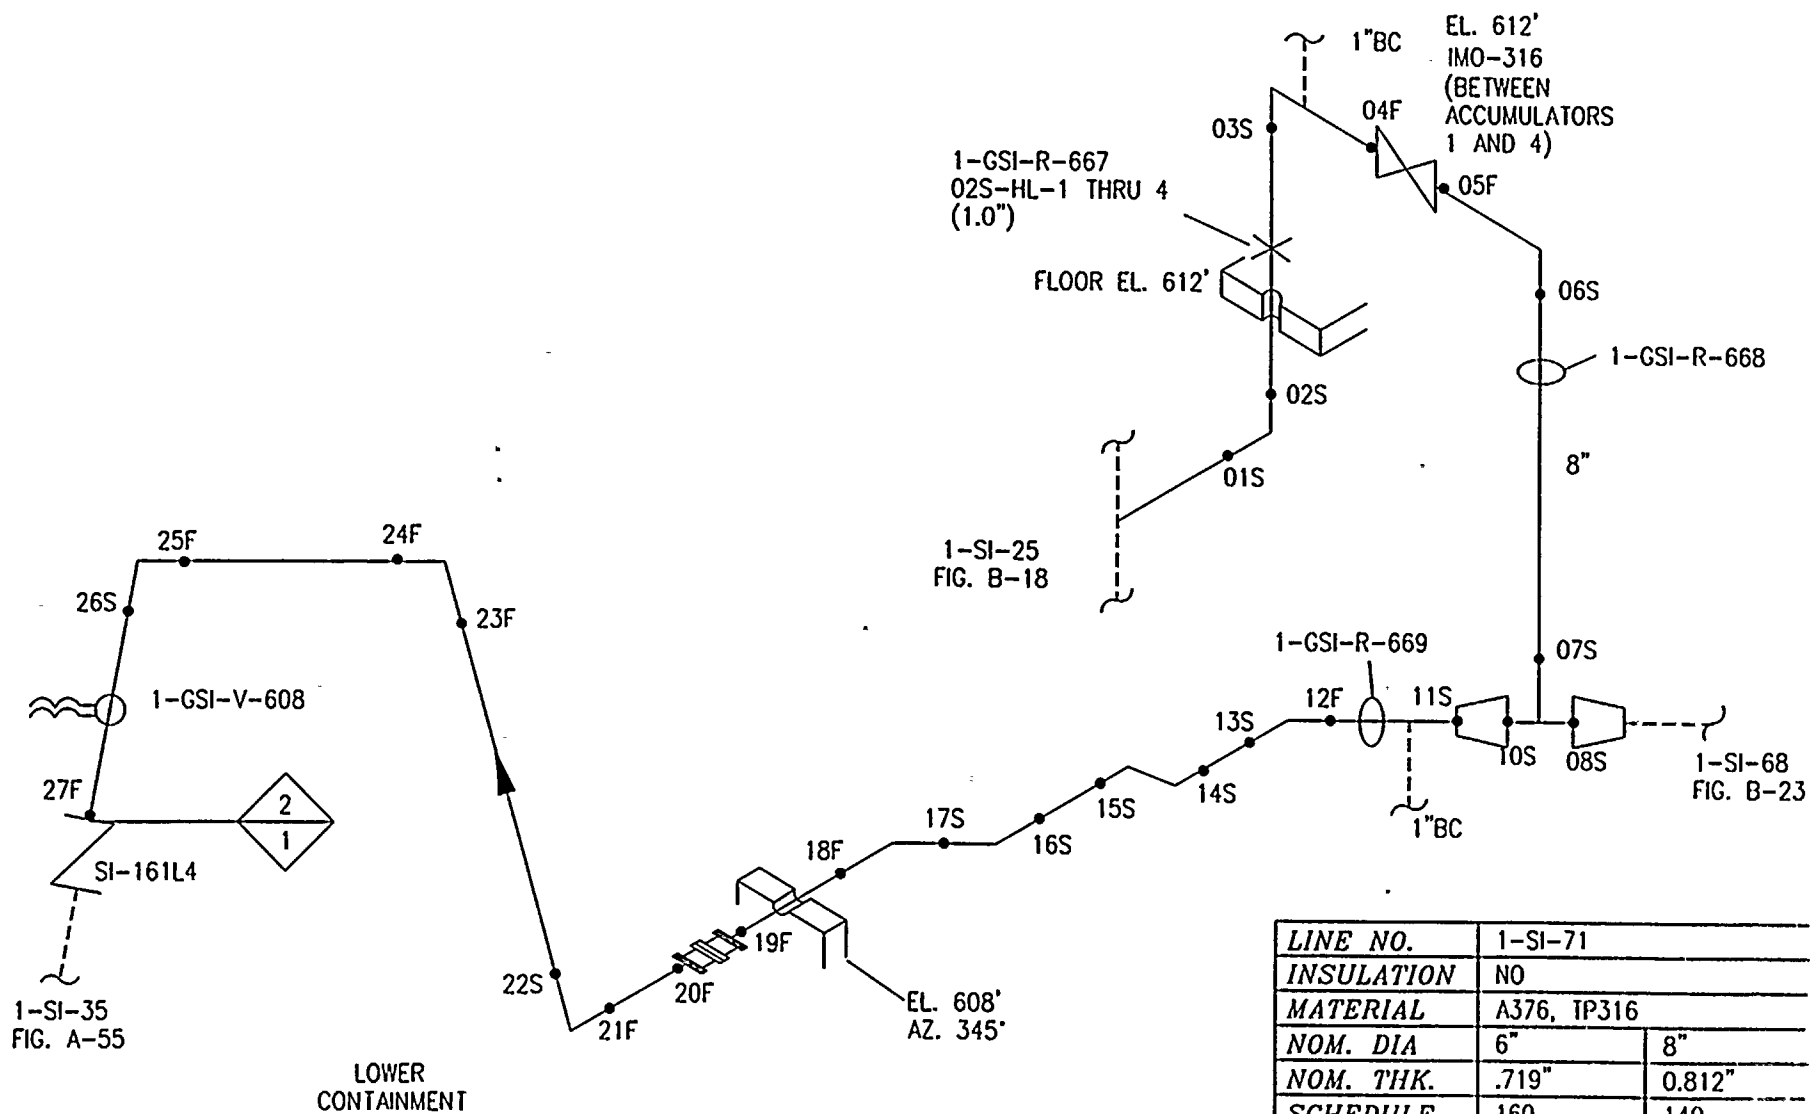 1"BC
EL. 612'
IMO-316
(BETWEEN
ACCUMULATORS
1 AND 4)
04F
03S
05F
1-GSI-R-667
02S-HL-1 THRU 4
(1.0")
FLOOR EL. 612'
06S
1-GSI-R-668
02S
8"
01S
1-SI-25
FIG. B-18
25F
24F
26S
23F
1-GSI-V-608
27F
2
1
SI-161L4
1-SI-35
FIG. A-55
LOWER
CONTAINMENT
22S
21F
20F
19F
18F
17S
16S
15S
14S
13S
12F
1-GSI-R-669
11S
10S
08S
07S
1"BC
1-SI-68
FIG. B-23
EL. 608'
AZ. 345°
LINE NO. 1-SI-71
INSULATION NO
MATERIAL A376, TP316
NOM. DIA 6" 8"
NOM. THK. .719" 0.812"
SCHEDULE 160 140